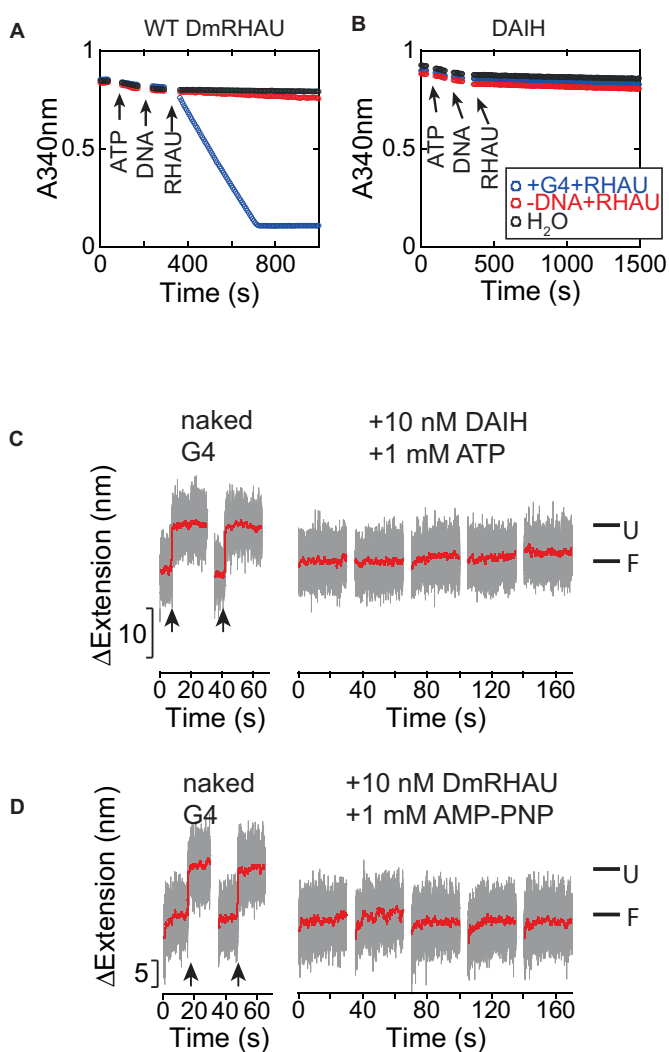 A
WT DmRHAU
1
A340nm
0.5
0
ATP
DNA
RHAU
0 400 800
Time (s)
B
DAIH
1
A340nm
0.5
0
ATP
DNA
RHAU
+G4+RHAU
-DNA+RHAU
H2O
0 500 1000 1500
Time (s)
C
naked
G4
+10 nM DAIH
+1 mM ATP
ΔExtension (nm)
10
U
F
0 20 40 60
Time (s)
0 40 80 120 160
Time (s)
D
naked
G4
+10 nM DmRHAU
+1 mM AMP-PNP
ΔExtension (nm)
5
U
F
0 20 40 60
Time (s)
0 40 80 120 160
Time (s)